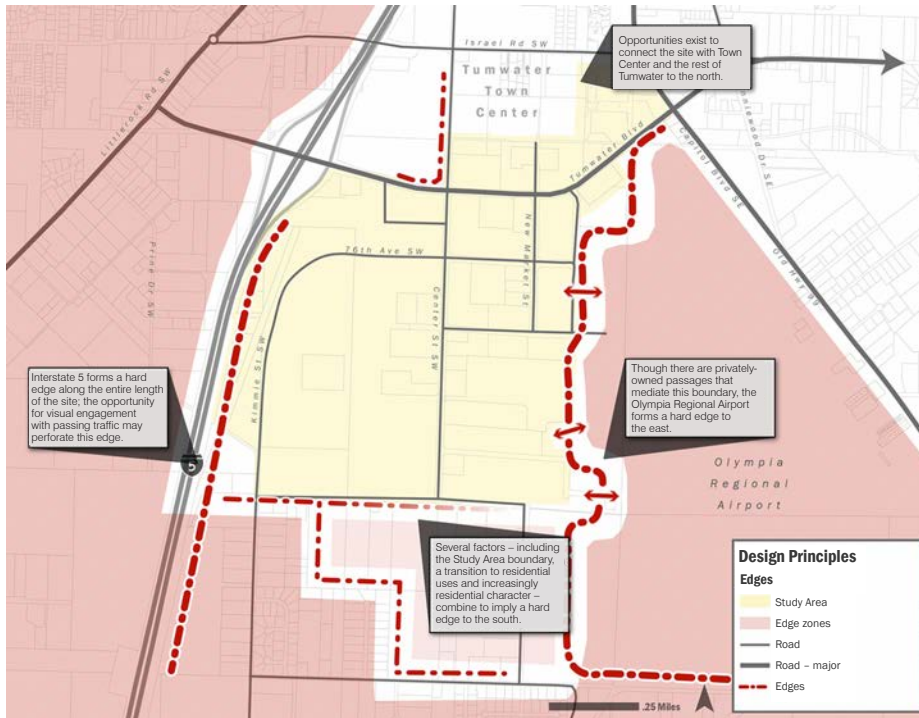 Israel Rd SW
Opportunities exist to
connect the site with Town
Center and the rest of
Tumwater to the north.
Tumwater
Town
Center
Littlerock Rd SW
Tumwater Blvd
Capitol Blvd SE
Dr SE
Old Hwy 99
Pine Dr SW
76th Ave SW
New Market St
Center St SW
Kimmie St SW
Interstate 5 forms a hard
edge along the entire length
of the site; the opportunity
for visual engagement
with passing traffic may
perforate this edge.
5
Though there are privately-
owned passages that
mediate this boundary, the
Olympia Regional Airport
forms a hard edge to
the east.
Olympia
Regional
Airport
Several factors – including
the Study Area boundary,
a transition to residential
uses and increasingly
residential character –
combine to imply a hard
edge to the south.
Design Principles
Edges
Study Area
Edge zones
Road
Road – major
Edges
.25 Miles